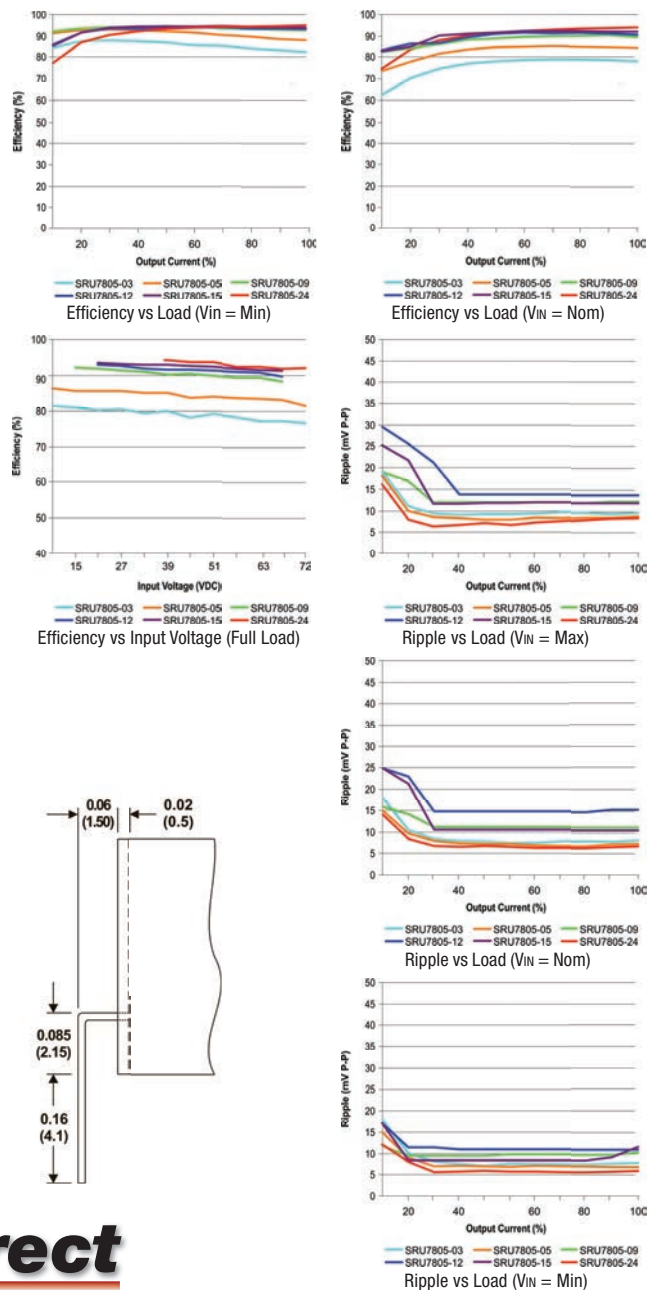 100
90
80
70
60
90
40
30
20
10
0
Efficiency (%)
20 40 60 80 100
Output Current (%)
SRU7805-03 SRU7805-05 SRU7805-09
SRU7805-12 SRU7805-15 SRU7805-24
Efficiency vs Load (Vin = Min)
100
90
80
70
60
90
40
30
20
10
0
Efficiency (%)
20 40 60 80 100
Output Current (%)
SRU7805-03 SRU7805-05 SRU7805-09
SRU7805-12 SRU7805-15 SRU7805-24
Efficiency vs Load (VIN = Nom)
100
90
80
70
60
50
40
Efficiency (%)
15 27 39 51 63 72
Input Voltage (VDC)
SRU7805-03 SRU7805-05 SRU7805-09
SRU7805-12 SRU7805-15 SRU7805-24
Efficiency vs Input Voltage (Full Load)
50
45
40
35
30
25
20
15
10
5
0
Ripple (mV P-P)
20 40 60 80 100
Output Current (%)
SRU7805-03 SRU7805-05 SRU7805-09
SRU7805-12 SRU7805-15 SRU7805-24
Ripple vs Load (VIN = Max)
50
45
40
35
30
25
20
15
10
5
0
Ripple (mV P-P)
20 40 60 80 100
Output Current (%)
SRU7805-03 SRU7805-05 SRU7805-09
SRU7805-12 SRU7805-15 SRU7805-24
Ripple vs Load (VIN = Nom)
0.06 0.02
(1.50) (0.5)
0.085
(2.15)
0.16
(4.1)
50
45
40
35
30
25
20
15
10
5
0
Ripple (mV P-P)
20 40 60 80 100
Output Current (%)
SRU7805-03 SRU7805-05 SRU7805-09
SRU7805-12 SRU7805-15 SRU7805-24
Ripple vs Load (VIN = Min)
rect